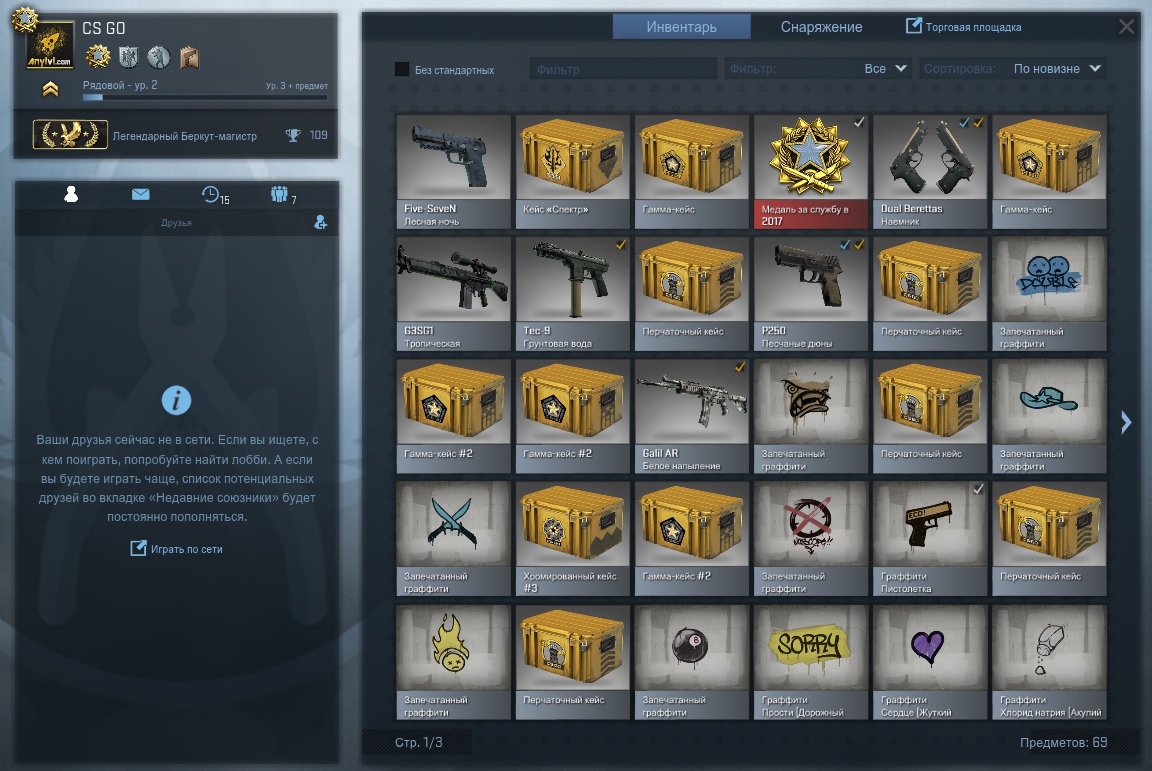 CS GO
Anylvl.com
Рядовой - ур. 2
Ур. 3 + предмет
Легендарный Беркут-магистр
109
15
7
Друзья
Ваши друзья сейчас не в сети. Если вы ищете, с
кем поиграть, попробуйте найти лобби. А если
вы будете играть чаще, список потенциальных
друзей во вкладке «Недавние союзники» будет
постоянно пополняться.
Играть по сети
Инвентарь
Снаряжение
Торговая площадка
Без стандартных
Фильтр
Фильтр:
Все
Сортировка:
По новизне
Five-SeveN
Лесная ночь
Кейс «Спектр»
Гамма-кейс
Медаль за службу в
2017
Dual Berettas
Наемник
Гамма-кейс
G3SG1
Тропическая
Tec-9
Грунтовая вода
Перчаточный кейс
P250
Песчаные дюны
Перчаточный кейс
DOUBLE
Запечатанный
граффити
Гамма-кейс #2
Гамма-кейс #2
Galil AR
Белое напыление
Запечатанный
граффити
Перчаточный кейс
Запечатанный
граффити
Запечатанный
граффити
Хромированный кейс
#3
Гамма-кейс #2
Запечатанный
граффити
ECO!
Граффити
Пистолетка
Перчаточный кейс
Запечатанный
граффити
Перчаточный кейс
B
Запечатанный
граффити
SORRY
Граффити
Прости (Дорожный
Граффити
Сердце (Жуткий
Граффити
Хлорид натрия (Акулий
Стр. 1/3
Предметов: 69